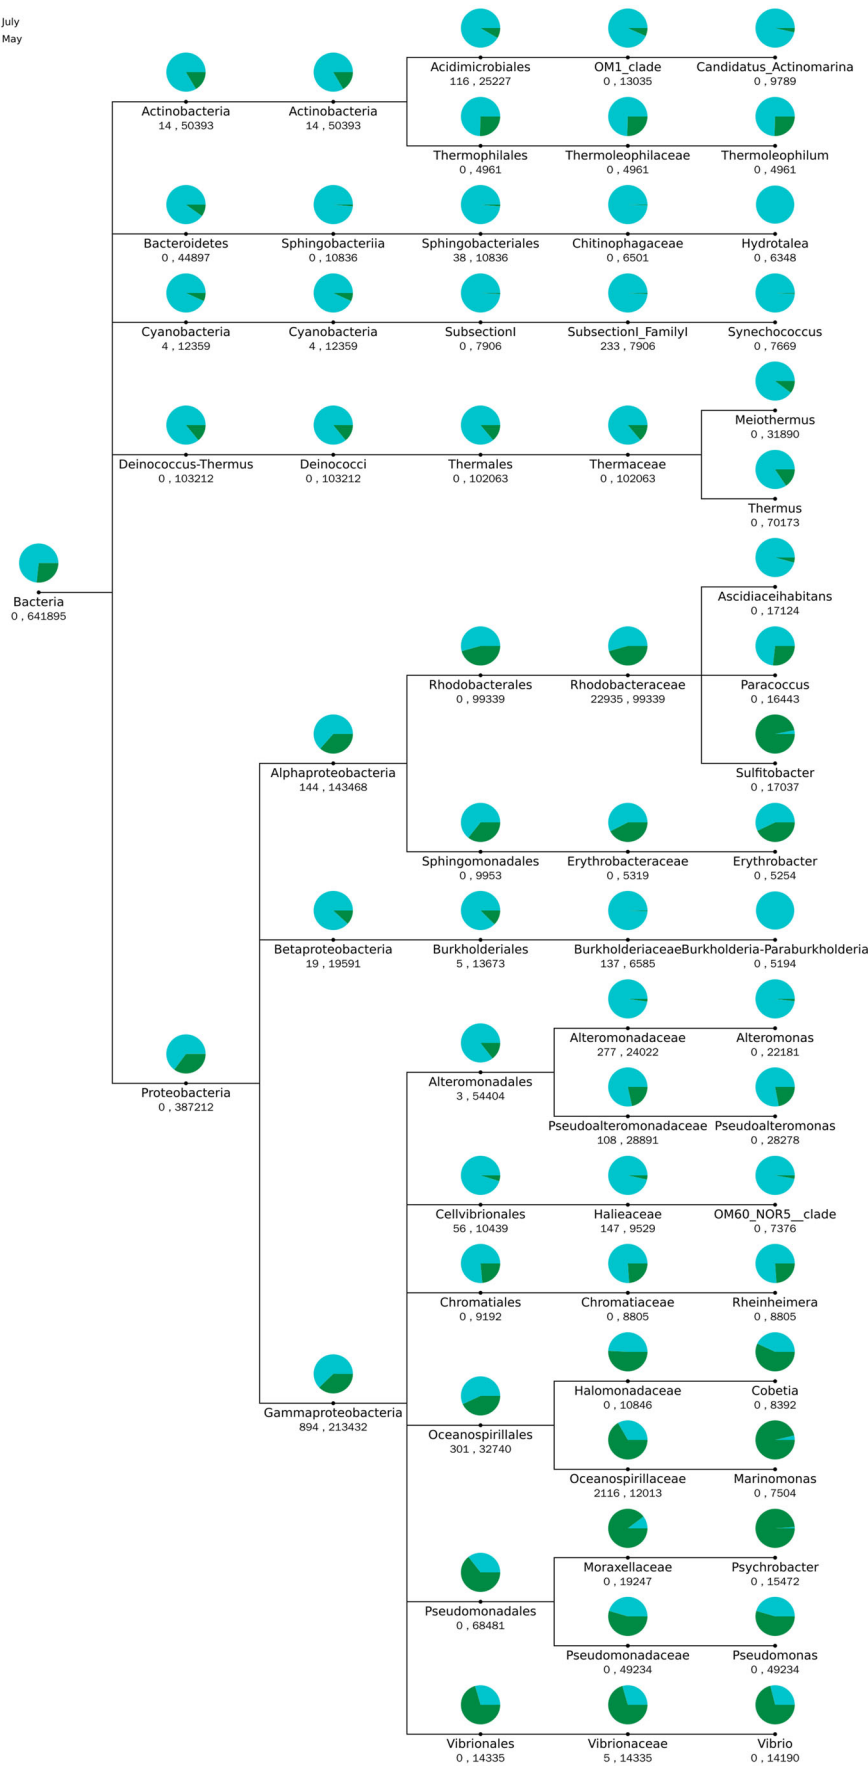 July
May
Acidimicrobiales
116 , 25227
OM1_clade
0 , 13035
Candidatus_Actinomarina
0 , 9789
Actinobacteria
14 , 50393
Actinobacteria
14 , 50393
Thermophilales
0 , 4961
Thermoleophilaceae
0 , 4961
Thermoleophilum
0 , 4961
Bacteroidetes
0 , 44897
Sphingobacteriia
0 , 10836
Sphingobacteriales
38 , 10836
Chitinophagaceae
0 , 6501
Hydrotalea
0 , 6348
Cyanobacteria
4 , 12359
Cyanobacteria
4 , 12359
SubsectionI
0 , 7906
SubsectionI_FamilyI
233 , 7906
Synechococcus
0 , 7669
Meiothermus
0 , 31890
Deinococcus-Thermus
0 , 103212
Deinococci
0 , 103212
Thermales
0 , 102063
Thermaceae
0 , 102063
Thermus
0 , 70173
Bacteria
0 , 641895
Ascidiaceihabitans
0 , 17124
Rhodobacterales
0 , 99339
Rhodobacteraceae
22935 , 99339
Paracoccus
0 , 16443
Alphaproteobacteria
144 , 143468
Sulfitobacter
0 , 17037
Sphingomonadales
0 , 9953
Erythrobacteraceae
0 , 5319
Erythrobacter
0 , 5254
Betaproteobacteria
19 , 19591
Burkholderiales
5 , 13673
Burkholderiaceae
137 , 6585
Burkholderia-Paraburkholderia
0 , 5194
Alteromonadaceae
277 , 24022
Alteromonas
0 , 22181
Alteromonadales
3 , 54404
Proteobacteria
0 , 387212
Pseudoalteromonadaceae
108 , 28891
Pseudoalteromonas
0 , 28278
Cellvibrionales
56 , 10439
Halieaceae
147 , 9529
OM60_NOR5__clade
0 , 7376
Chromatiales
0 , 9192
Chromatiaceae
0 , 8805
Rheinheimera
0 , 8805
Halomonadaceae
0 , 10846
Cobetia
0 , 8392
Gammaproteobacteria
894 , 213432
Oceanospirillales
301 , 32740
Oceanospirillaceae
2116 , 12013
Marinomonas
0 , 7504
Moraxellaceae
0 , 19247
Psychrobacter
0 , 15472
Pseudomonadales
0 , 68481
Pseudomonadaceae
0 , 49234
Pseudomonas
0 , 49234
Vibrionales
0 , 14335
Vibrionaceae
5 , 14335
Vibrio
0 , 14190